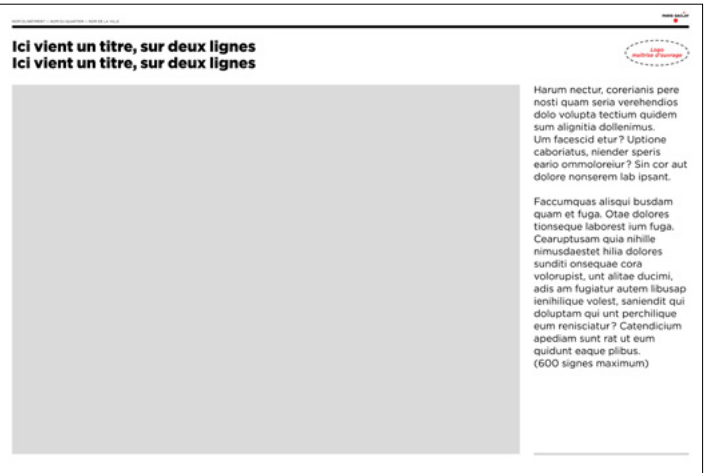 PARIS-SACLAY
Ici vient un titre, sur deux lignes
Ici vient un titre, sur deux lignes
Logo
maîtrise d'ouvrage
Harum nectur, corerianis pere
nosti quam seria verehendios
dolo volupta tectium quidem
sum alignitia dollenimus.
Um facescid etur? Uptione
caboriatus, niender speris
eario ommoloreiur? Sin cor aut
dolore nonserem lab ipsant.
Faccumquas alisqui busdam
quam et fuga. Otae dolores
tionseque laborest ium fuga.
Cearuptusam quia nihille
nimusdaestet hilia dolores
sunditi onsequae cora
volorupist, unt alitae ducimi,
adis am fugiatur autem libusap
ienihilique volest, saniendit qui
doluptam qui unt perchilique
eum renisciatur? Catendicium
apediam sunt rat ut eum
quidunt eaque plibus.
(600 signes maximum)